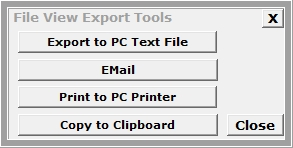 File View Export Tools X
Export to PC Text File
EMail
Print to PC Printer
Copy to Clipboard Close